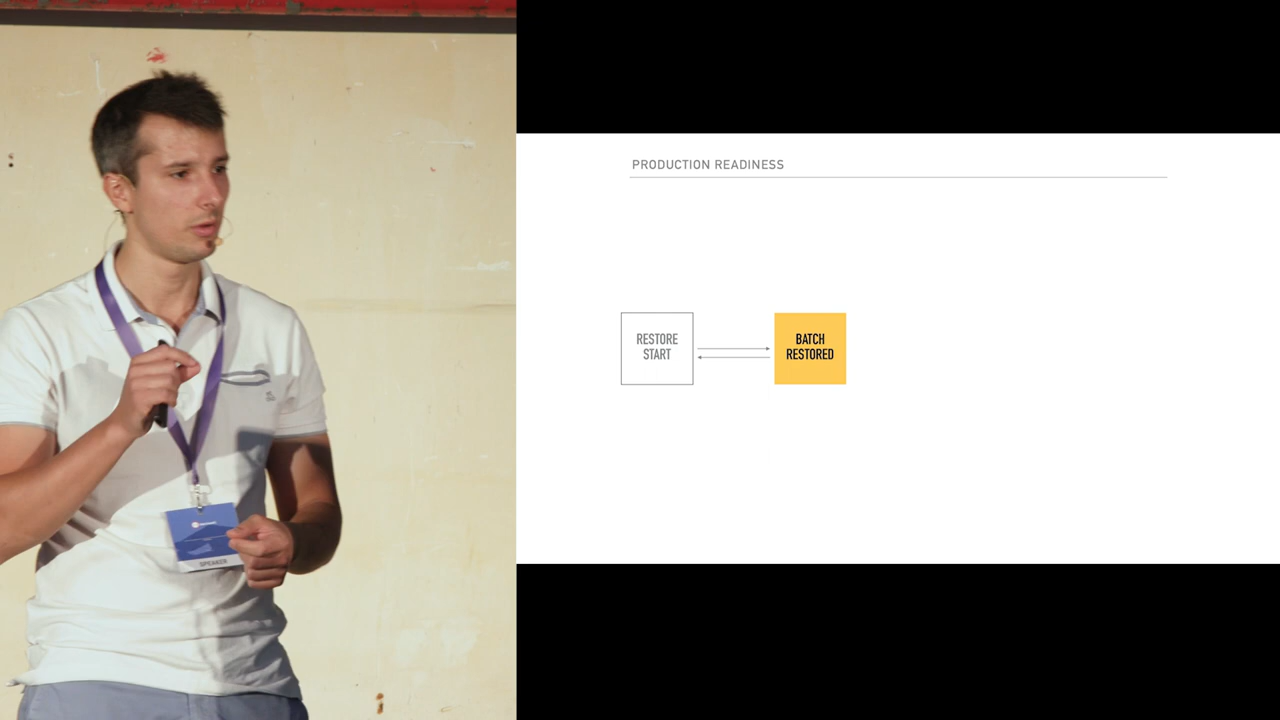 PRODUCTION READINESS
RESTORE
START
BATCH
RESTORED
SPEAKER